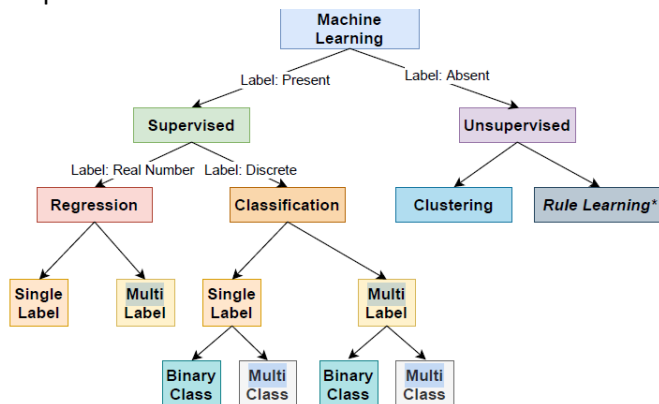 Machine
Learning
Label: Present
Label: Absent
Supervised
Unsupervised
Label: Real Number
Label: Discrete
Regression
Classification
Clustering
Rule Learning*
Single
Label
Multi
Label
Single
Label
Multi
Label
Binary
Class
Multi
Class
Binary
Class
Multi
Class